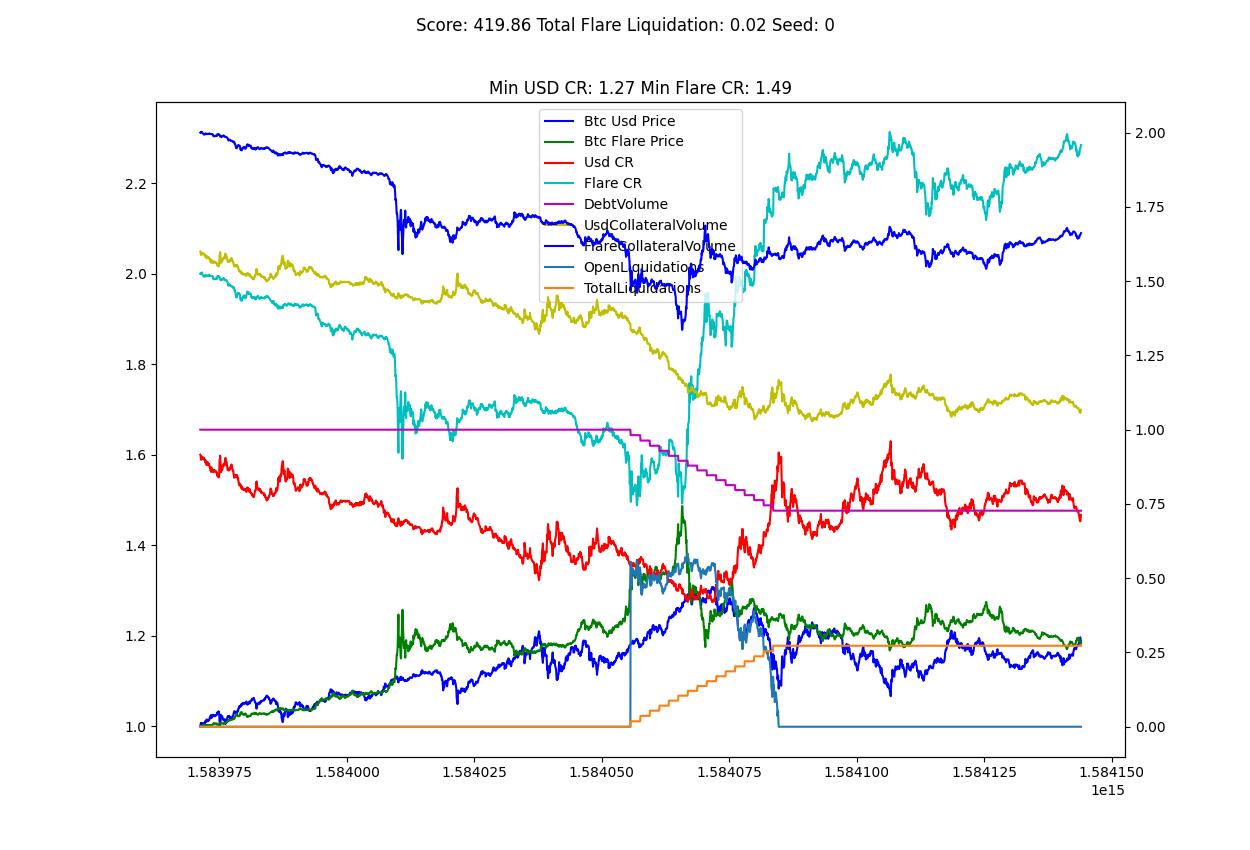 Score: 419.86 Total Flare Liquidation: 0.02 Seed: 0
Min USD CR: 1.27 Min Flare CR: 1.49
Btc Usd Price
Btc Flare Price
Usd CR
Flare CR
DebtVolume
UsdCollateralVolume
FlareCollateralVolume
OpenLiquidations
TotalLiquidations
2.2
2.0
1.8
1.6
1.4
1.2
1.0
2.00
1.75
1.50
1.25
1.00
0.75
0.50
0.25
0.00
1.583975 1.584000 1.584025 1.584050 1.584075 1.584100 1.584125 1.584150
1e15